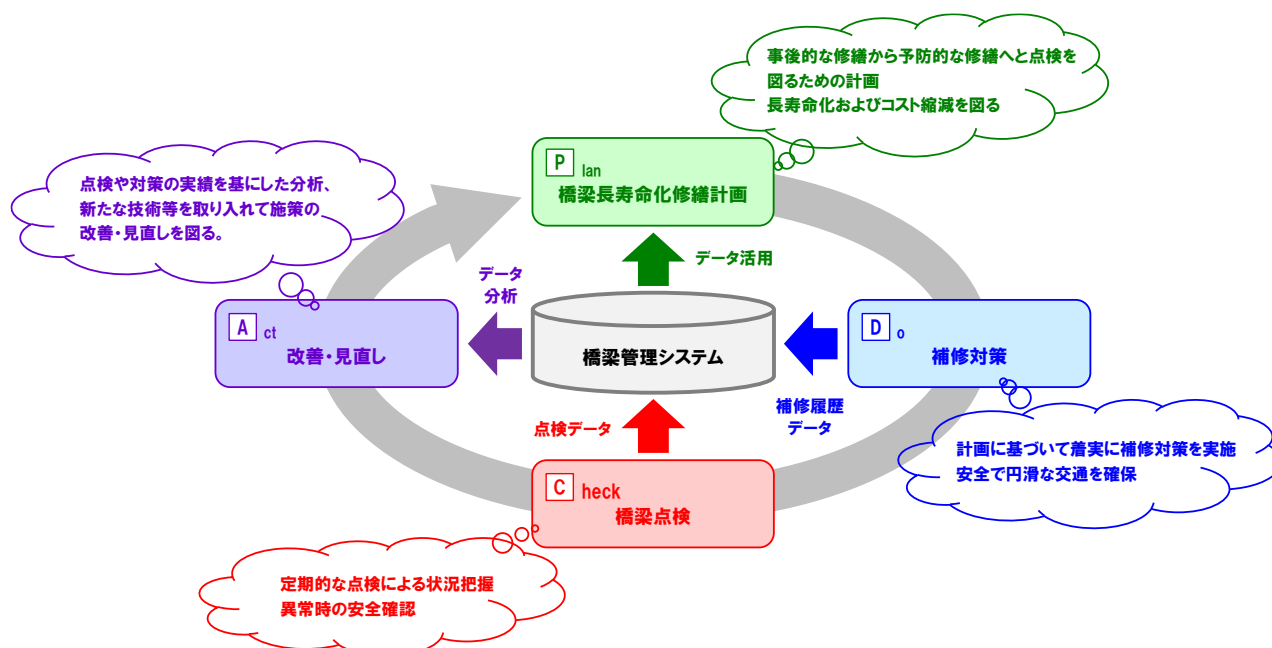 事後的な修繕から予防的な修繕へと点検を
図るための計画
長寿命化およびコスト縮減を図る
P lan
橋梁長寿命化修繕計画
点検や対策の実績を基にした分析、
新たな技術等を取り入れて施策の
改善・見直しを図る。
データ活用
データ
分析
A ct
改善・見直し
橋梁管理システム
D o
補修対策
点検データ
補修履歴
データ
計画に基づいて着実に補修対策を実施
安全で円滑な交通を確保
C heck
橋梁点検
定期的な点検による状況把握
異常時の安全確認